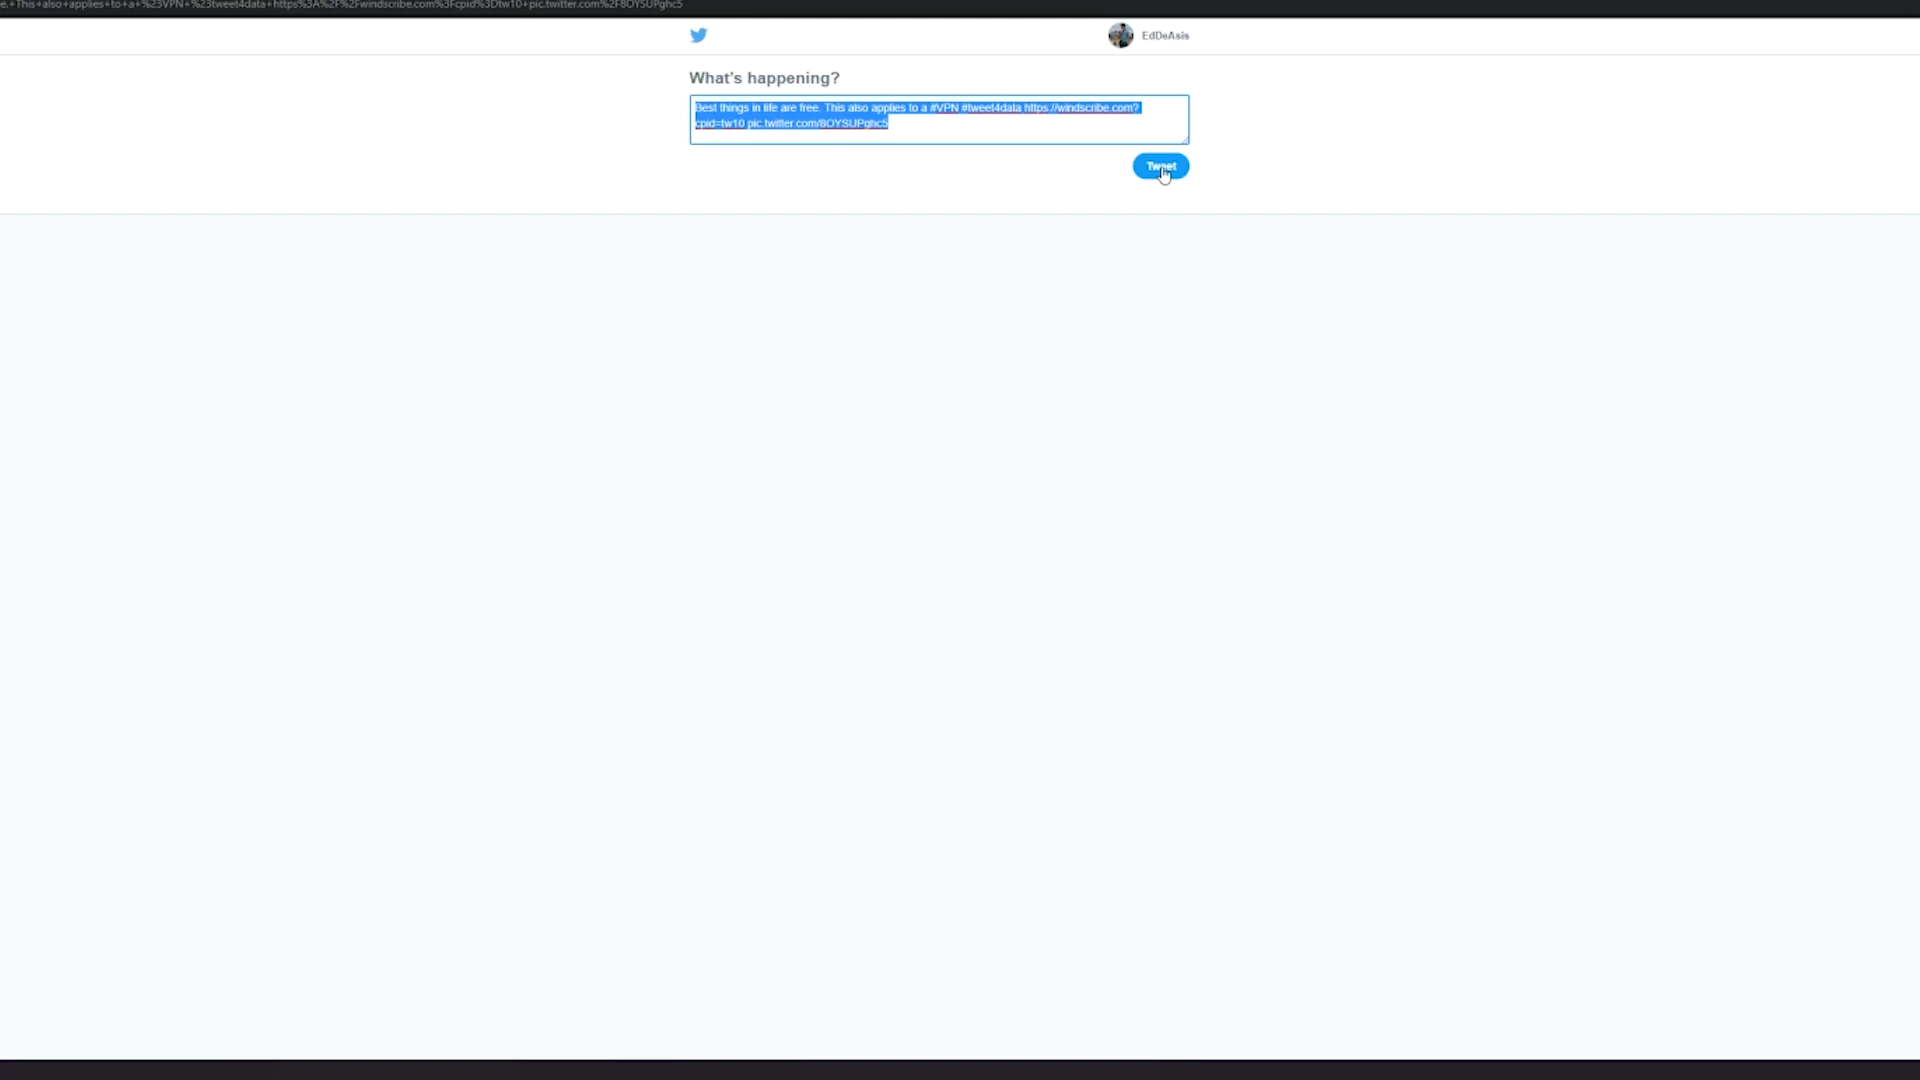 e.+This+also+applies+to+a+%23VPN+%23tweet4data+https%3A%2F%2Fwindscribe.com%3Fcpid%3Dtw10+pic.twitter.com%2F8OYSUPghc5
EdDeAsis
What's happening?
Best things in life are free. This also applies to a #VPN #tweet4data https://windscribe.com?
cpid=tw10 pic.twitter.com/8OYSUPghc5
Tweet